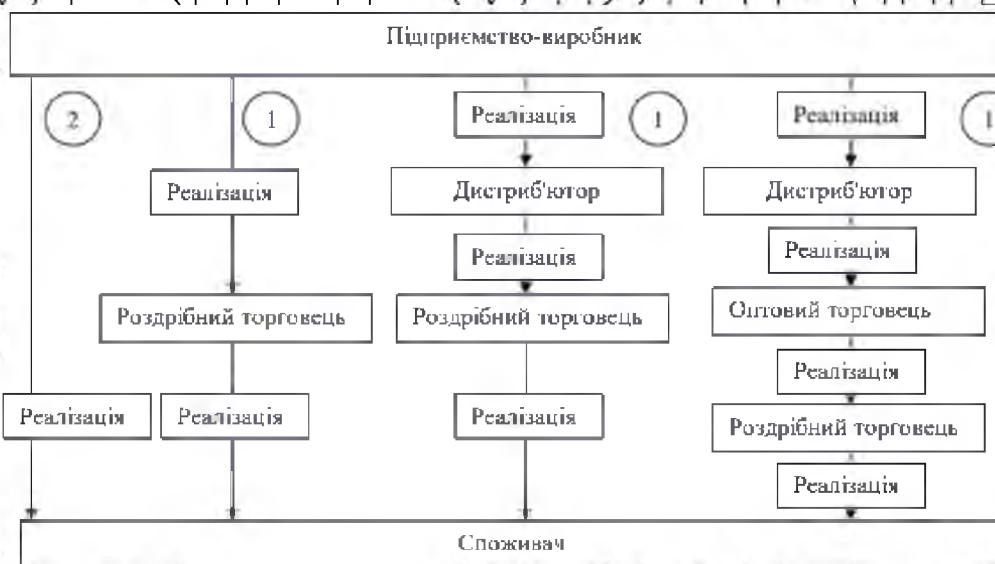 Підприємство-виробник
2
1
Реалізація
1
Реалізація
1
Реалізація
Дистриб'ютор
Дистриб'ютор
Реалізація
Реалізація
Роздрібний торговець
Роздрібний торговець
Оптовий торговець
Реалізація
Реалізація
Реалізація
Реалізація
Роздрібний торговець
Реалізація
Споживач